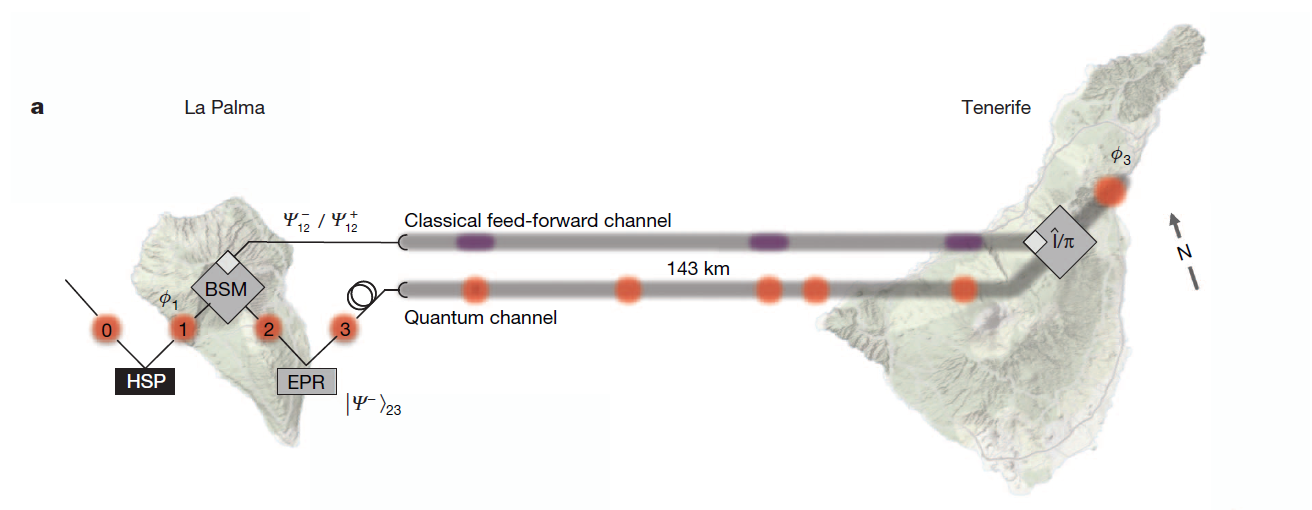 a
La Palma
Tenerife
ϕ3
Ψ⁻12 / Ψ⁺12
Classical feed-forward channel
Î/π
N
143 km
BSM
ϕ1
Quantum channel
0
1
2
3
HSP
EPR
|Ψ⁻⟩23